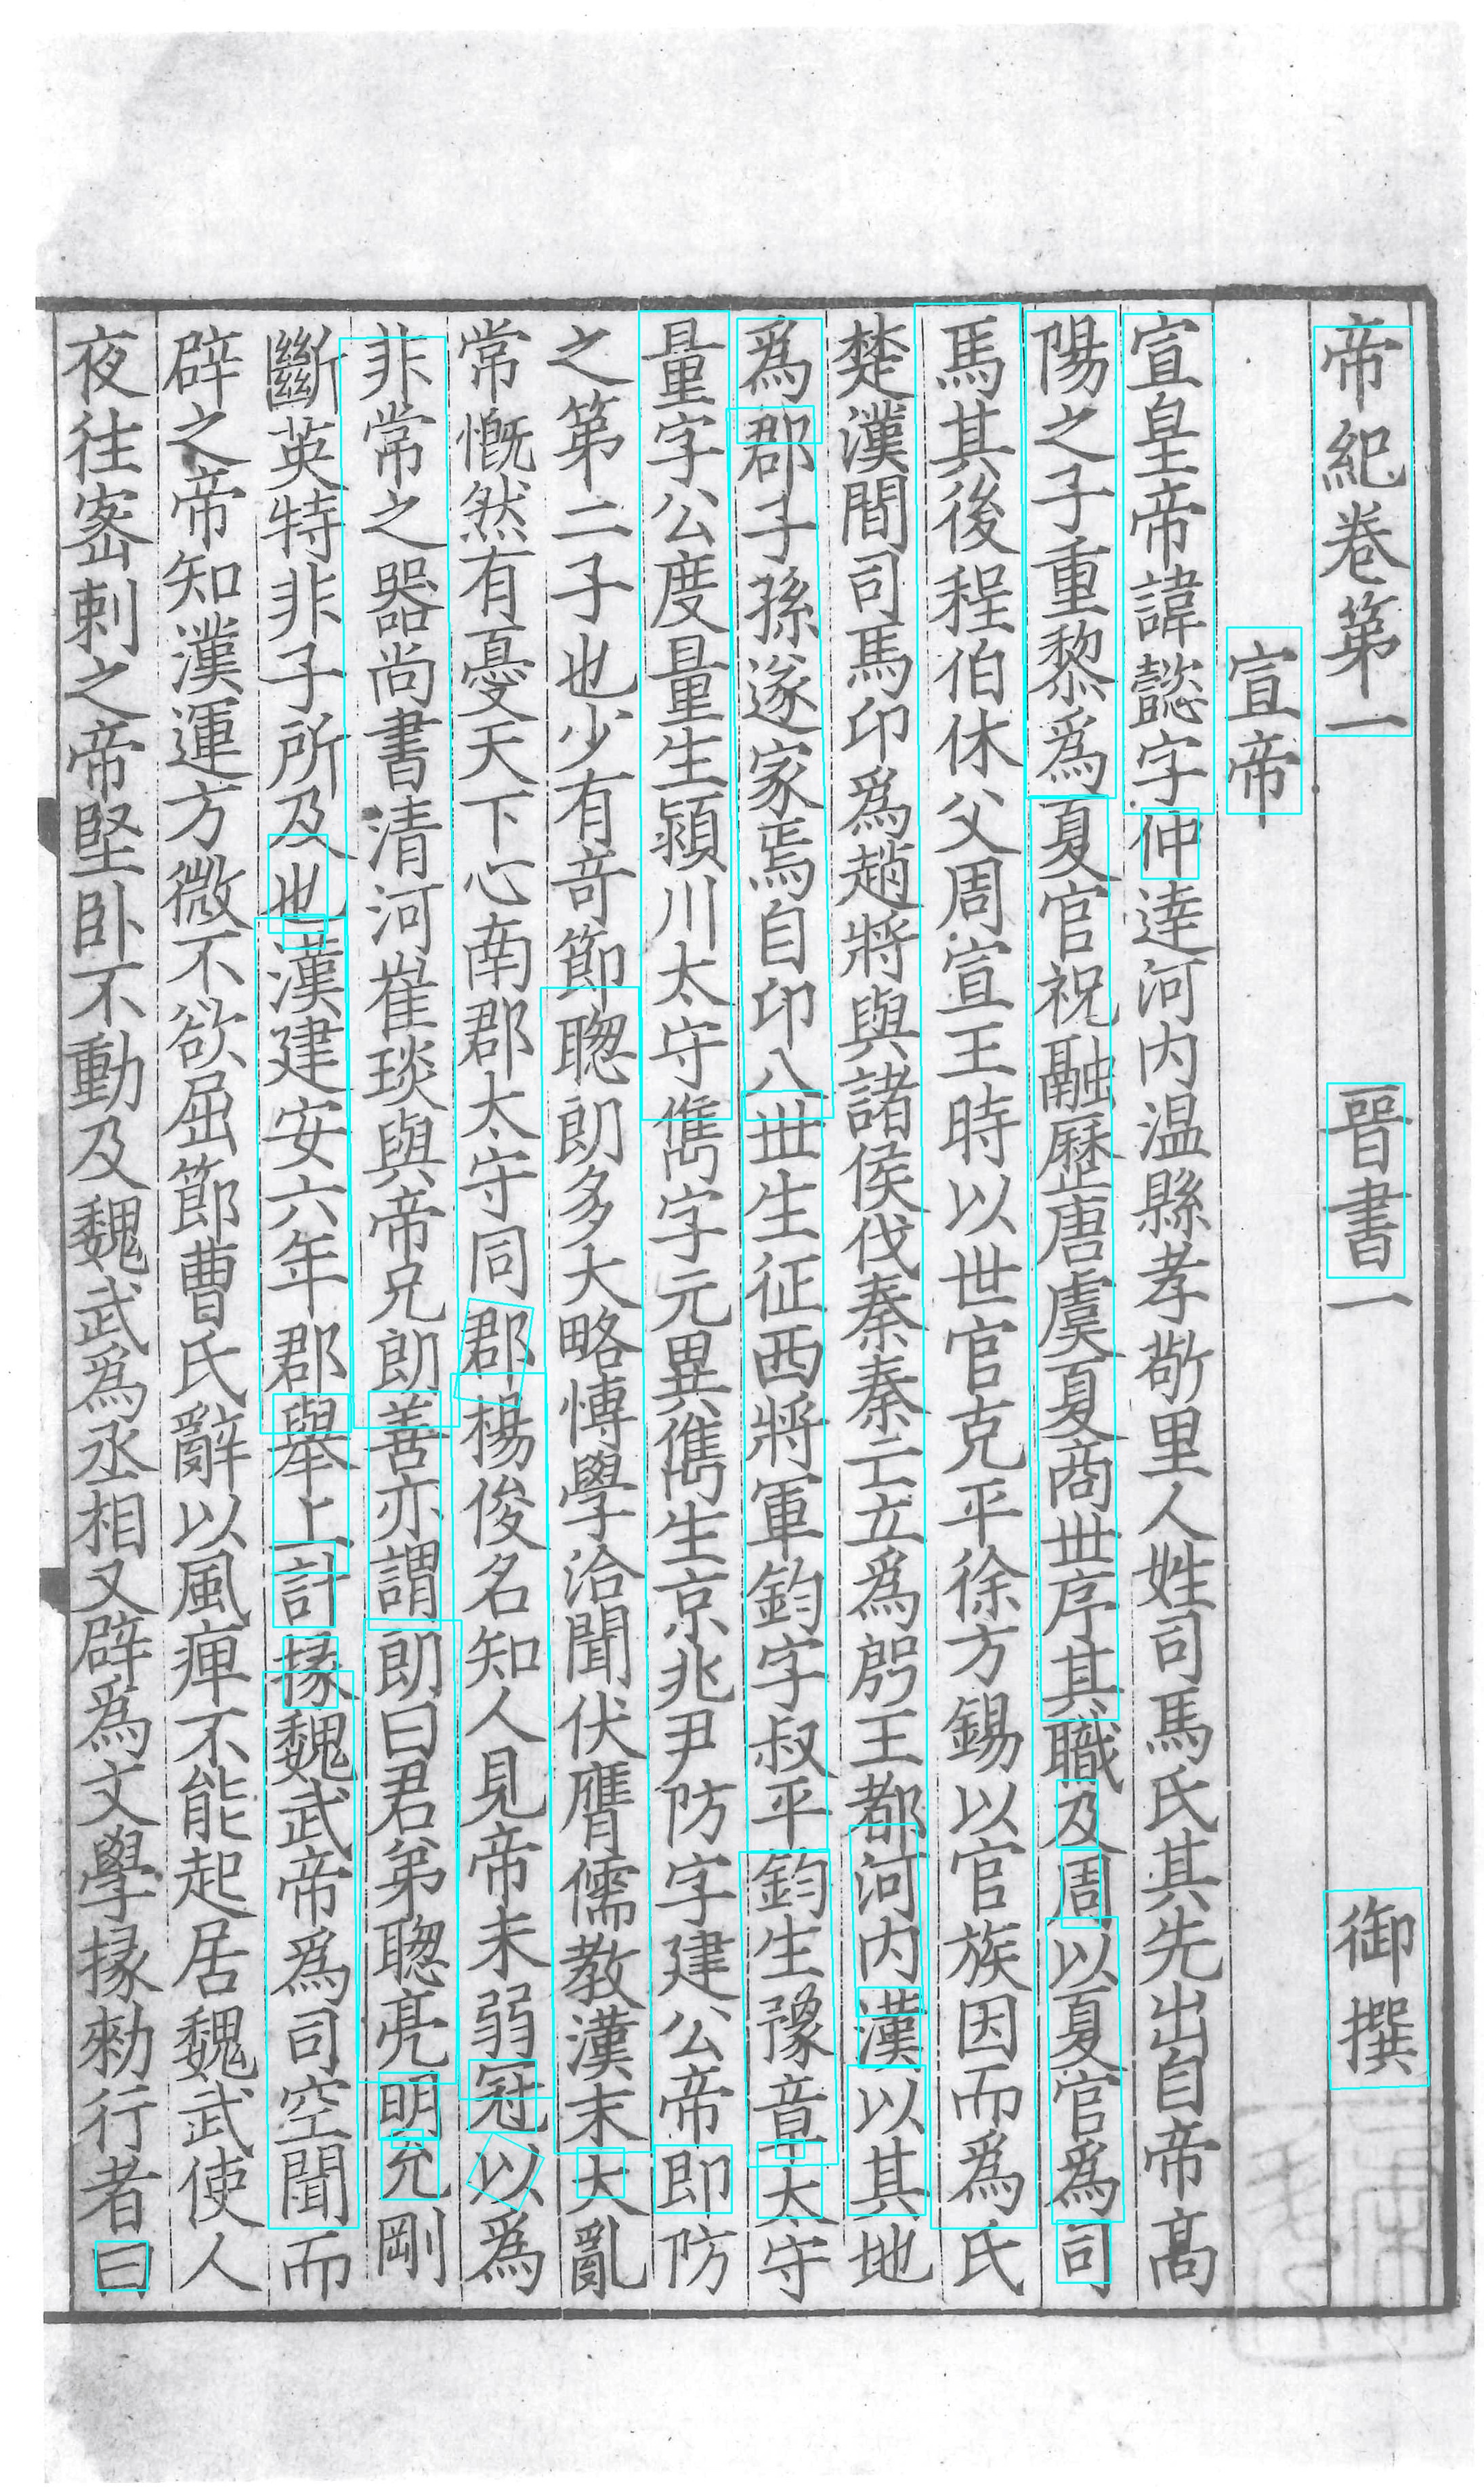 帝紀卷第一 晉書一 御撰
宣帝
宣皇帝諱懿字仲達河内温縣孝敬里人姓司馬氏其先出自帝高
陽之子重黎爲夏官祝融歷唐虞夏商丗序其職及周以夏官爲司
馬其後程伯休父周宣王時以世官克平徐方錫以官族因而爲氏
楚漢間司馬卬爲趙將與諸侯伐秦秦亡立爲殷王都河内漢以其地
爲郡子孫遂家焉自卬八丗生征西將軍鈞字叔平鈞生豫章太守
量字公度量生潁川太守儁字元異儁生京兆尹防字建公帝即防
之第二子也少有竒節聦朗多大略愽學洽聞伏膺儒教漢末大亂
常慨然有憂天下心南郡太守同郡楊俊名知人見帝未弱冠以爲
非常之器尚書清河崔琰與帝兄朗善亦謂朗曰君弟聦亮明允剛
斷英特非子所及也漢建安六年郡舉上計掾魏武帝爲司空聞而
辟之帝知漢運方微不欲屈節曹氏辭以風痺不能起居魏武使人
夜往宻刺之帝堅卧不動及魏武爲丞相又辟爲文學掾勑行者曰